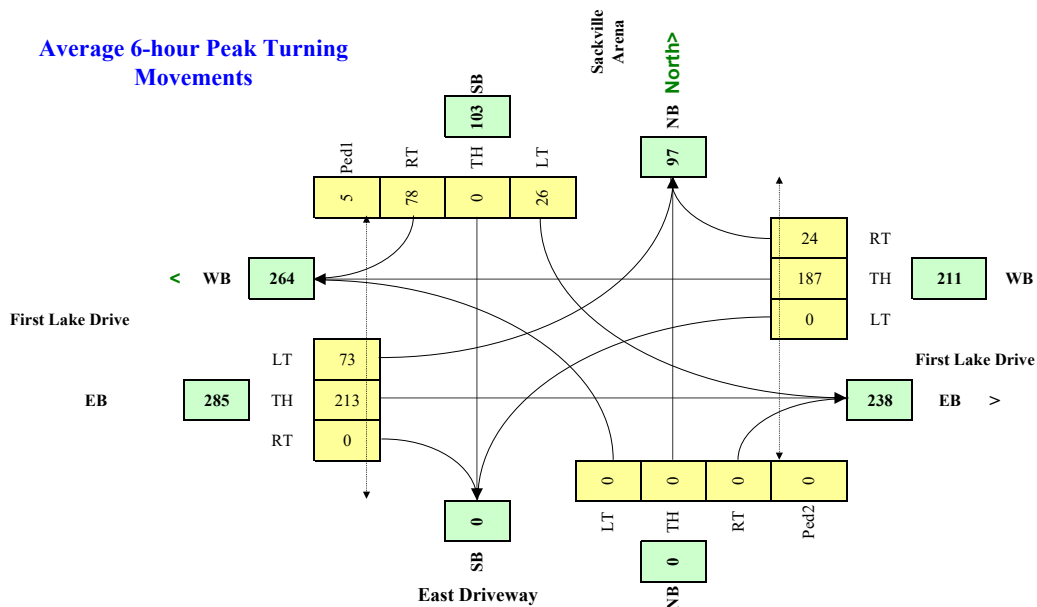 Average 6-hour Peak Turning
Movements
Sackville
Arena
North>
SB
103
NB
97
Ped1
RT
TH
LT
5
78
0
26
24
RT
< WB
264
187
TH
211
WB
0
LT
First Lake Drive
LT
73
First Lake Drive
EB
285
TH
213
238
EB >
RT
0
0
0
0
0
LT
TH
RT
Ped2
0
SB
0
NB
East Driveway